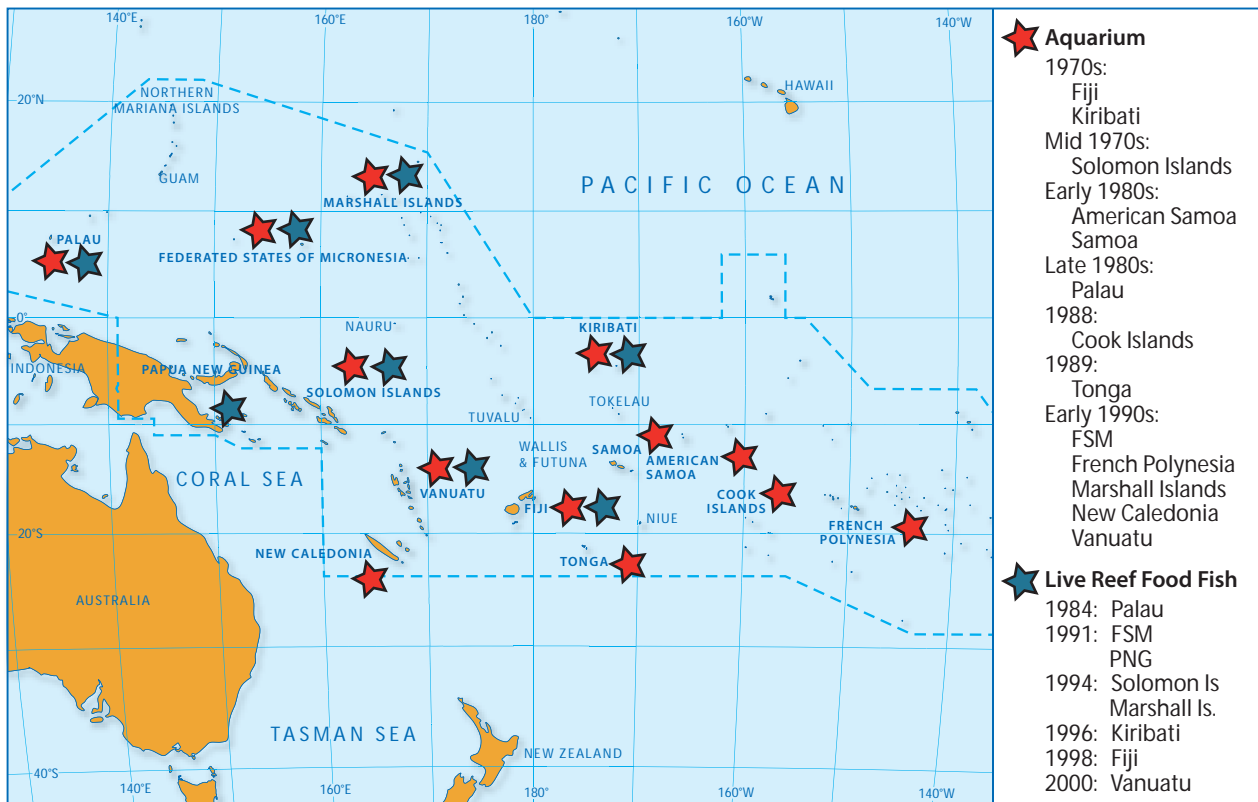 140°E
160°E
180°
160°W
140°W
HAWAII
NORTHERN
MARIANA ISLANDS
20°N
GUAM
PACIFIC OCEAN
MARSHALL ISLANDS
PALAU
FEDERATED STATES OF MICRONESIA
0°
NAURU
KIRIBATI
INDONESIA
PAPUA NEW GUINEA
SOLOMON ISLANDS
TOKELAU
TUVALU
WALLIS
& FUTUNA
SAMOA
AMERICAN
SAMOA
CORAL SEA
VANUATU
COOK
ISLANDS
FIJI
NIUE
FRENCH
POLYNESIA
20°S
NEW CALEDONIA
TONGA
AUSTRALIA
TASMAN SEA
NEW ZEALAND
40°S
140°E
160°E
180°
160°W
140°W
Aquarium
1970s:
Fiji
Kiribati
Mid 1970s:
Solomon Islands
Early 1980s:
American Samoa
Samoa
Late 1980s:
Palau
1988:
Cook Islands
1989:
Tonga
Early 1990s:
FSM
French Polynesia
Marshall Islands
New Caledonia
Vanuatu
Live Reef Food Fish
1984: Palau
1991: FSM
PNG
1994: Solomon Is
Marshall Is.
1996: Kiribati
1998: Fiji
2000: Vanuatu